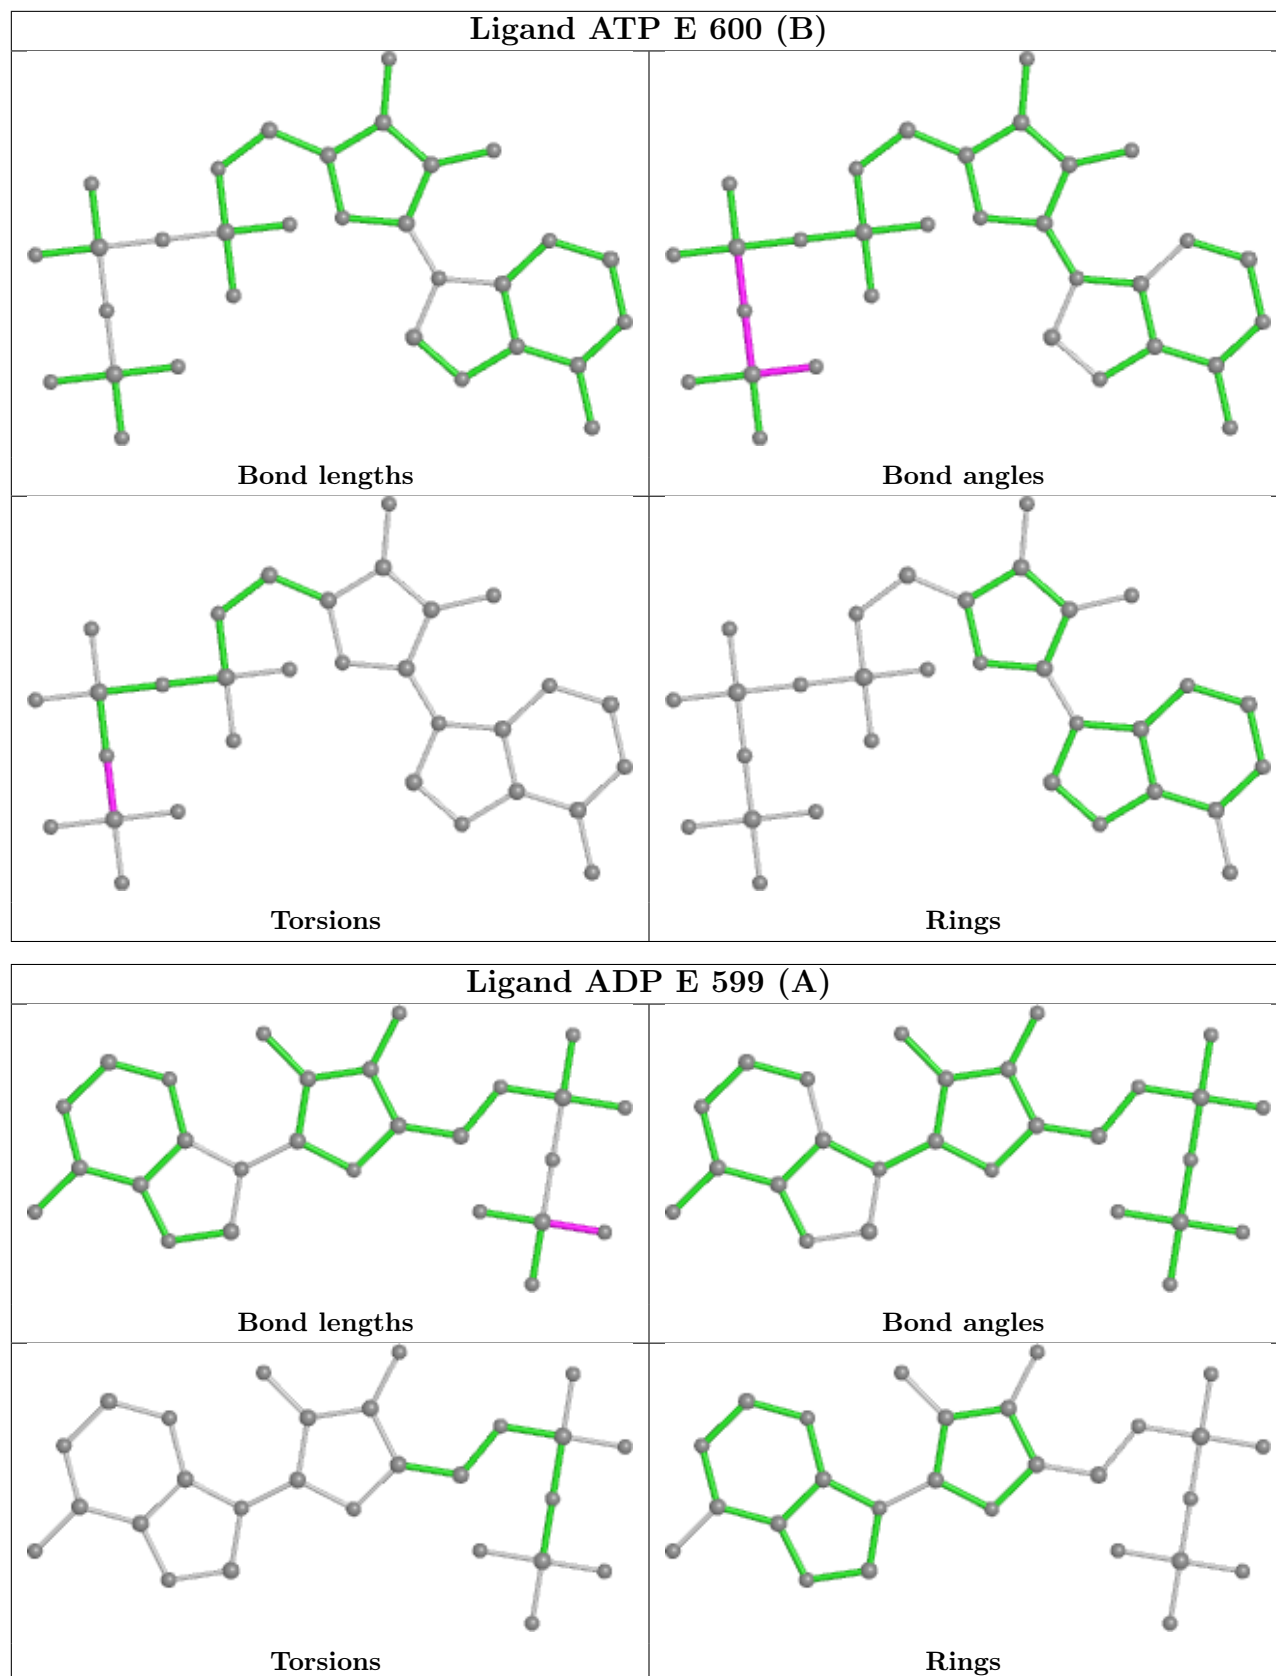 Ligand ATP E 600 (B)
Bond lengths
Bond angles
Torsions
Rings
Ligand ADP E 599 (A)
Bond lengths
Bond angles
Torsions
Rings